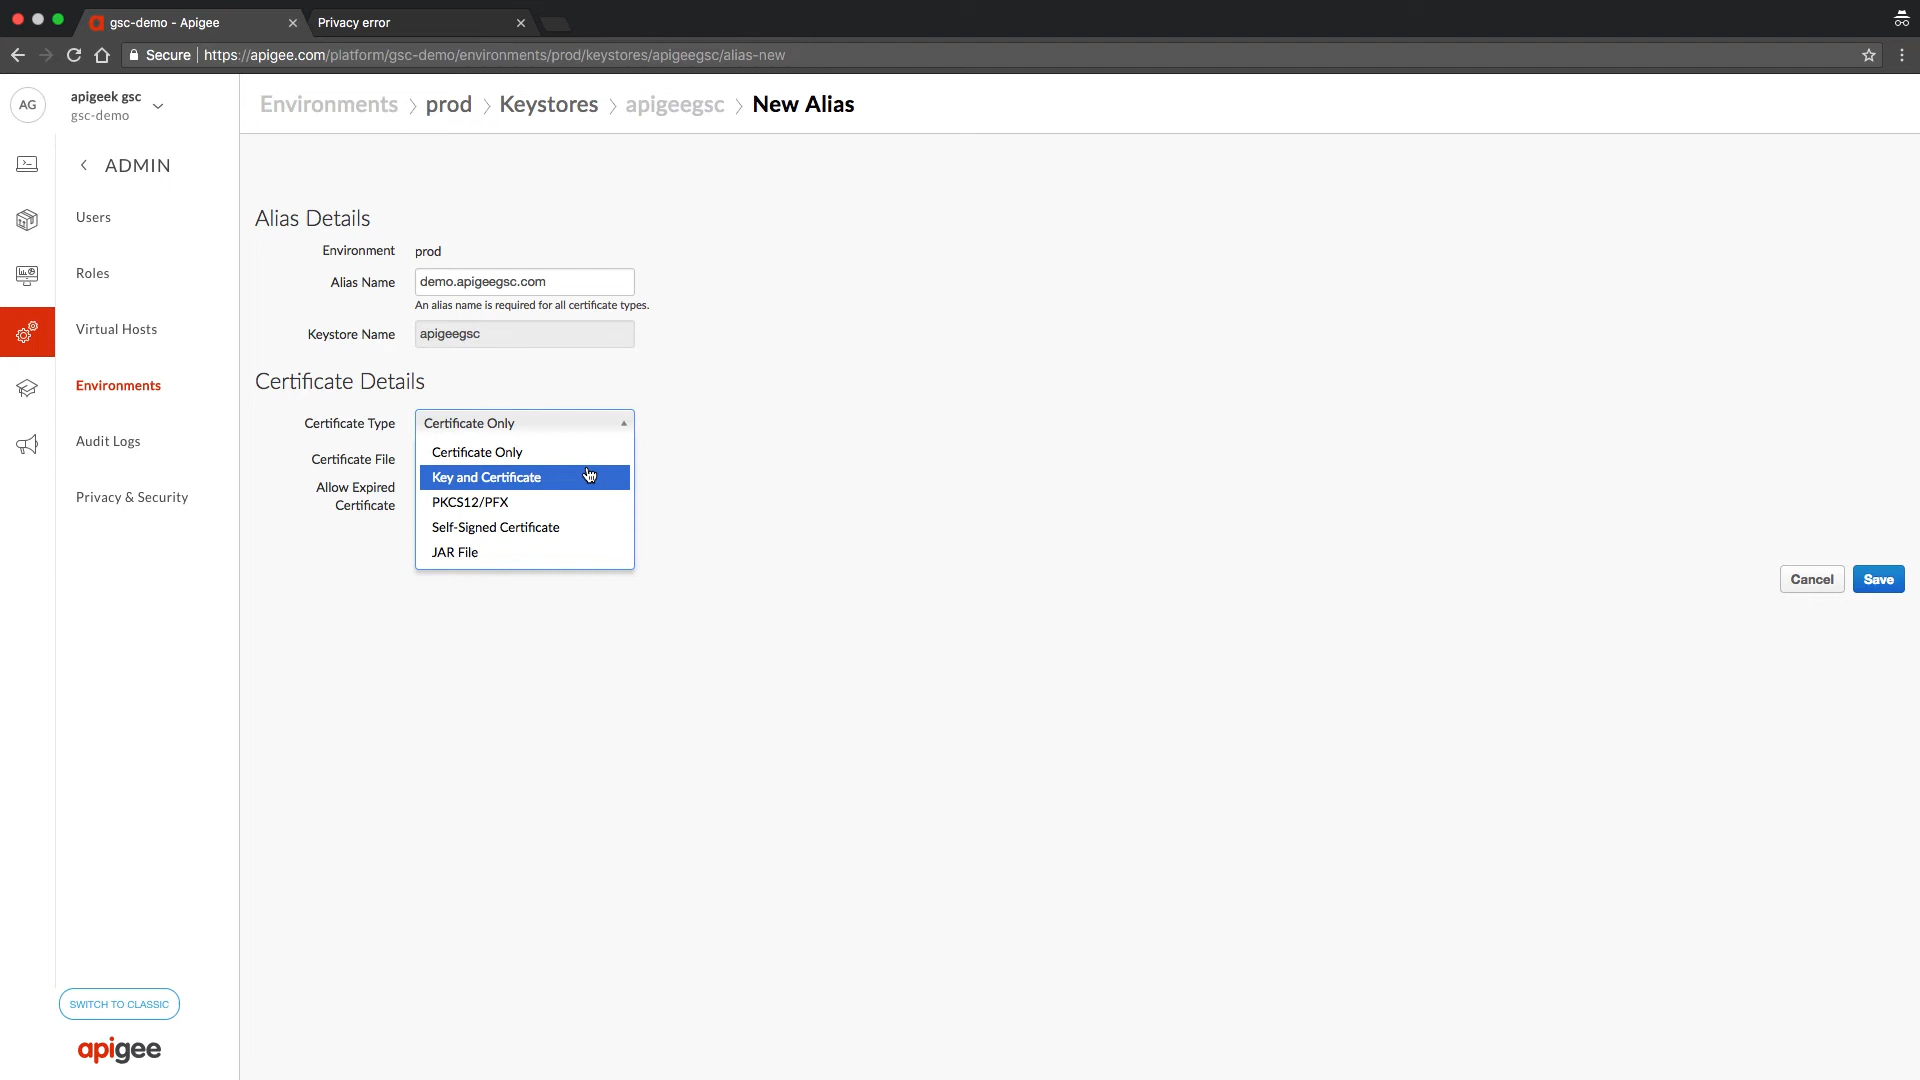 gsc-demo - Apigee
Privacy error
Secure https://apigee.com/platform/gsc-demo/environments/prod/keystores/apigeegsc/alias-new
AG
apigeek gsc
gsc-demo
Environments prod Keystores apigeegsc New Alias
ADMIN
Users
Roles
Virtual Hosts
Environments
Audit Logs
Privacy & Security
Alias Details
Environment prod
Alias Name demo.apigeegsc.com
An alias name is required for all certificate types.
Keystore Name apigeegsc
Certificate Details
Certificate Type Certificate Only
Certificate File
Allow Expired
Certificate
Certificate Only
Key and Certificate
PKCS12/PFX
Self-Signed Certificate
JAR File
Cancel Save
SWITCH TO CLASSIC
apigee